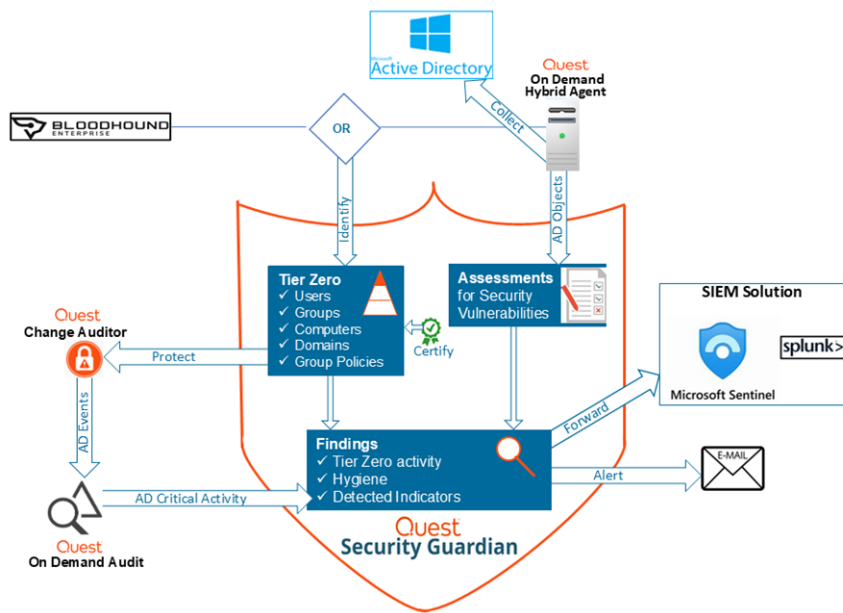 Microsoft
Active Directory
Quest
On Demand
Hybrid Agent
BLOODHOUND
ENTERPRISE
OR
Collect
Identify
AD Objects
Tier Zero
✓ Users
✓ Groups
✓ Computers
✓ Domains
✓ Group Policies
Assessments
for Security
Vulnerabilities
Certify
SIEM Solution
Microsoft Sentinel
splunk>
Quest
Change Auditor
Protect
AD Events
Forward
Findings
✓ Tier Zero activity
✓ Hygiene
✓ Detected Indicators
Alert
E-MAIL
AD Critical Activity
Quest
On Demand Audit
Quest
Security Guardian